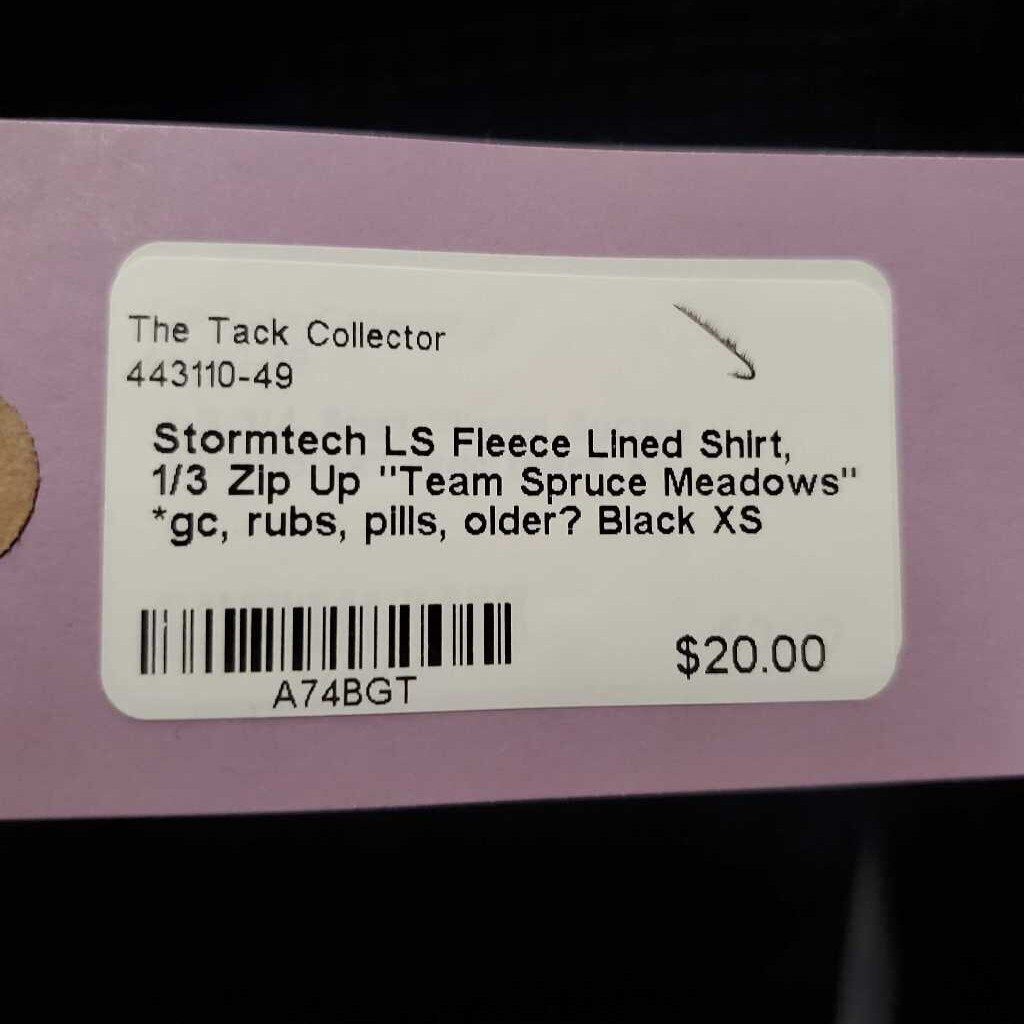 The Tack Collector
443110-49
Stormtech LS Fleece Lined Shirt,
1/3 Zip Up "Team Spruce Meadows"
*gc, rubs, pills, older? Black XS
A74BGT
$20.00